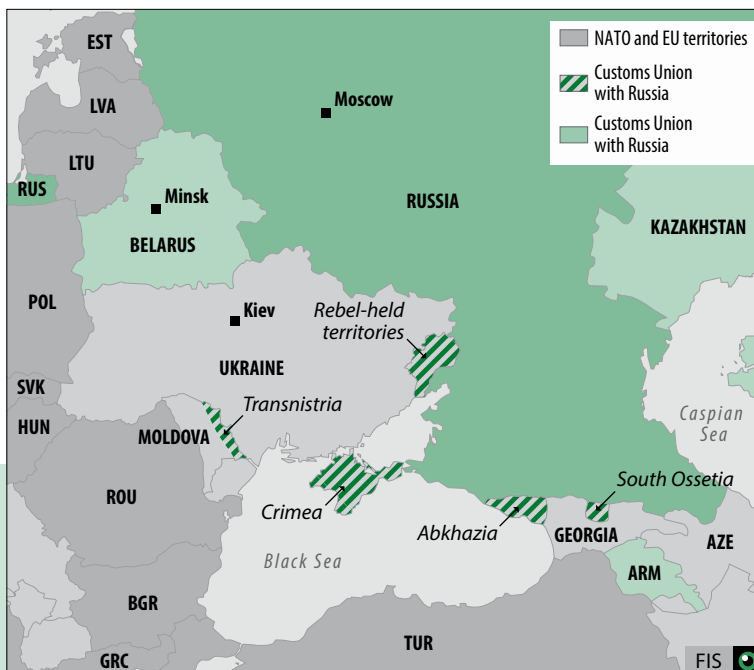 EST
NATO and EU territories
LVA
Customs Union
with Russia
Moscow
Customs Union
with Russia
LTU
RUS
Minsk
RUSSIA
BELARUS
KAZAKHSTAN
POL
Kiev
Rebel-held
territories
UKRAINE
SVK
Transnistria
HUN
MOLDOVA
Caspian
Sea
ROU
South Ossetia
Crimea
Abkhazia
GEORGIA
AZE
Black Sea
ARM
BGR
TUR
GRC
FIS